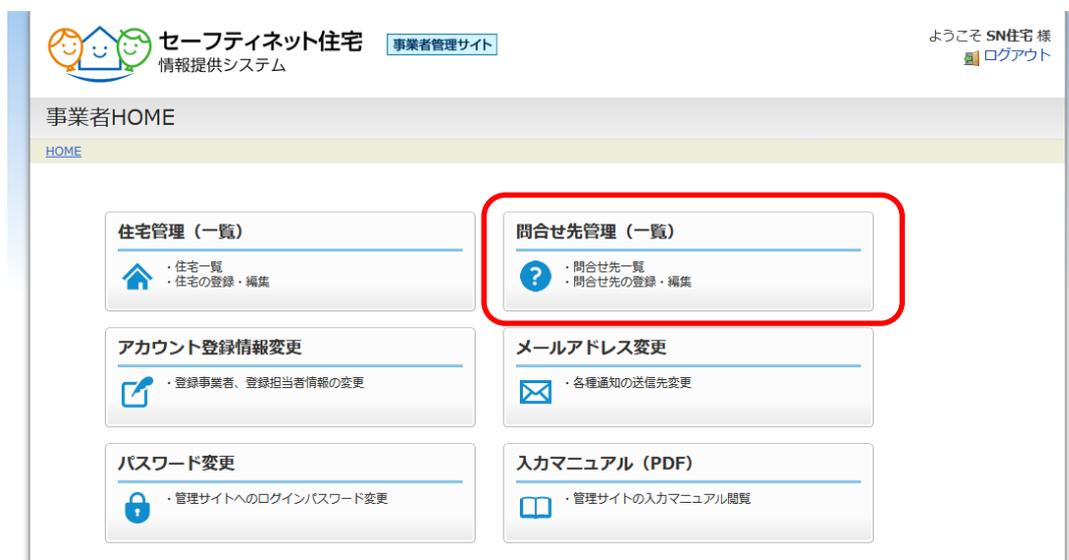 セーフティネット住宅
情報提供システム
事業者管理サイト
ようこそ SN住宅 様
ログアウト
事業者HOME
HOME
住宅管理（一覧）
・住宅一覧
・住宅の登録・編集
問合せ先管理（一覧）
・問合せ先一覧
・問合せ先の登録・編集
アカウント登録情報変更
・登録事業者、登録担当者情報の変更
メールアドレス変更
・各種通知の送信先変更
パスワード変更
・管理サイトへのログインパスワード変更
入力マニュアル（PDF）
・管理サイトの入力マニュアル閲覧